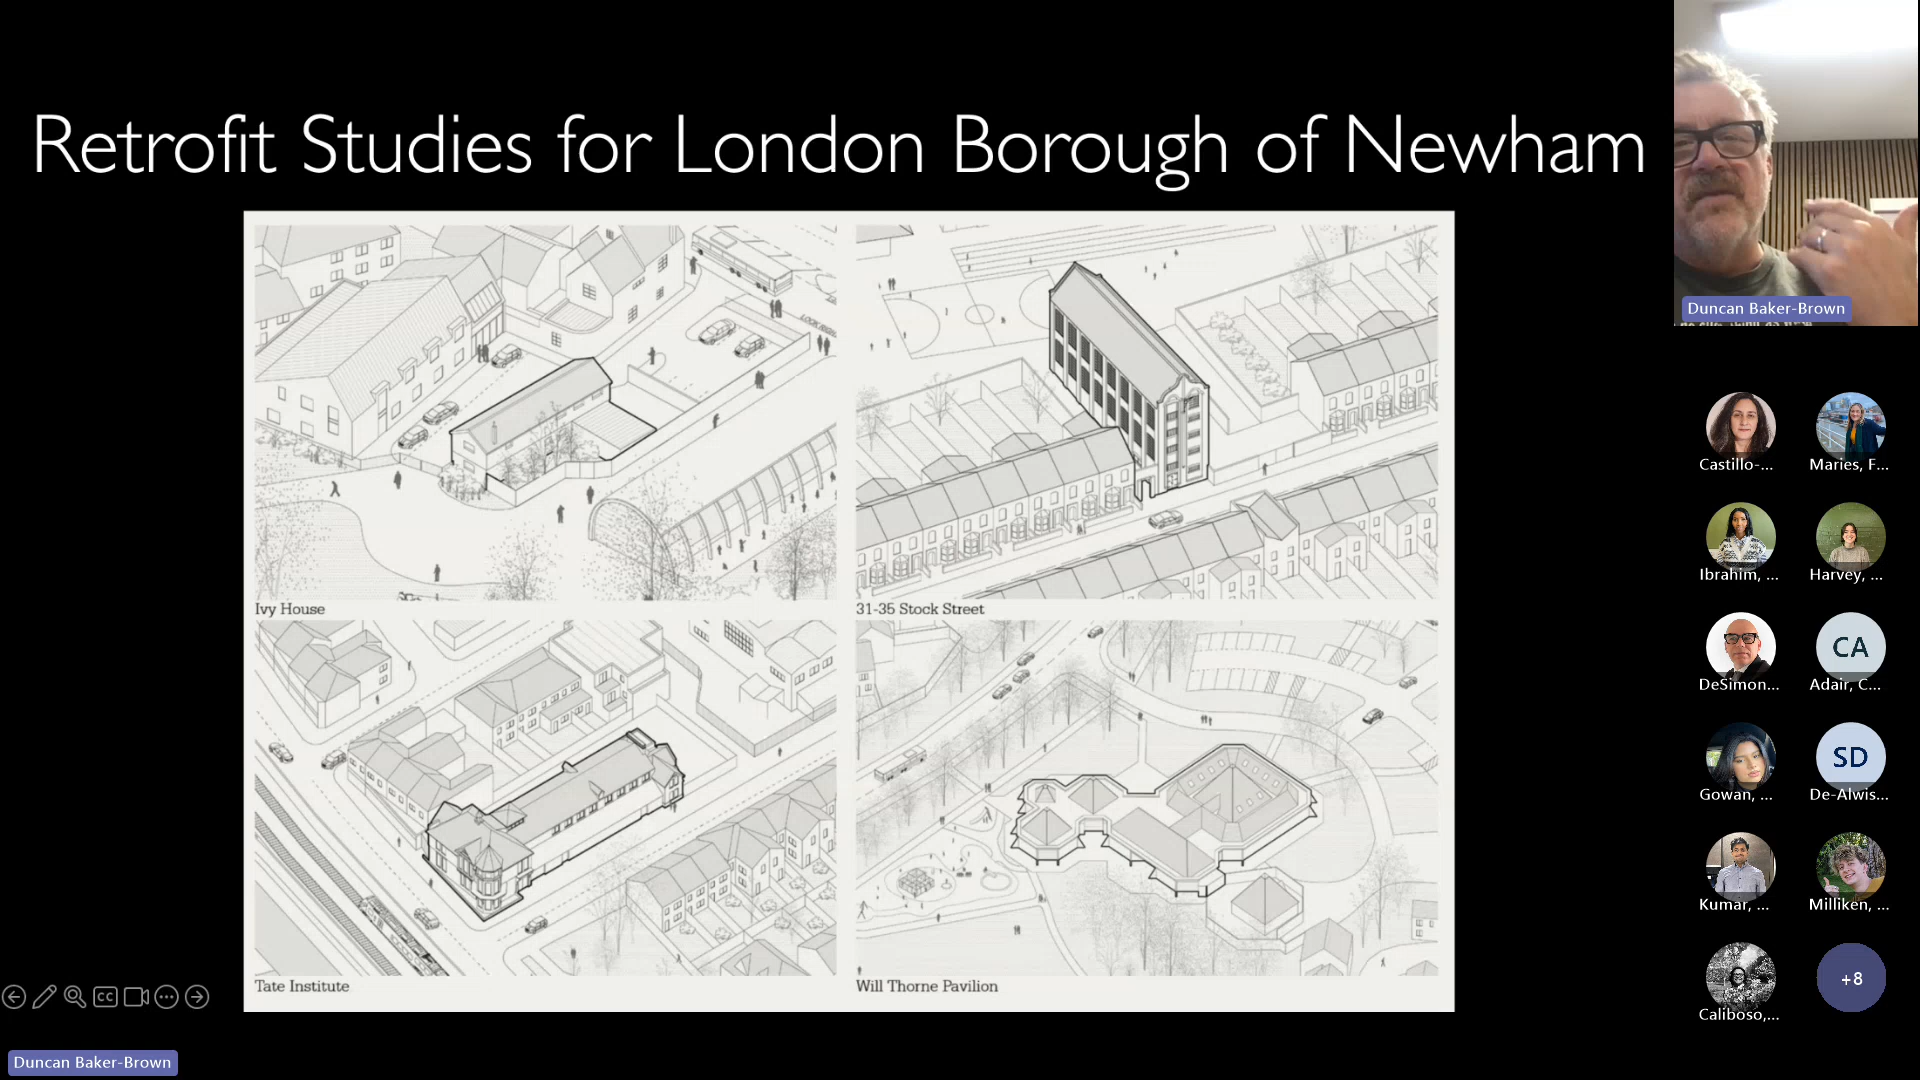 Retrofit Studies for London Borough of Newham
Ivy House
31-35 Stock Street
Tate Institute
Will Thorne Pavilion
Duncan Baker-Brown
Castillo-...
Maries, F...
Ibrahim, ...
Harvey, ...
DeSimon...
CA
Adair, C...
Gowan, ...
SD
De-Alwis...
Kumar, ...
Milliken, ...
Caliboso,...
+8
CC
Duncan Baker-Brown